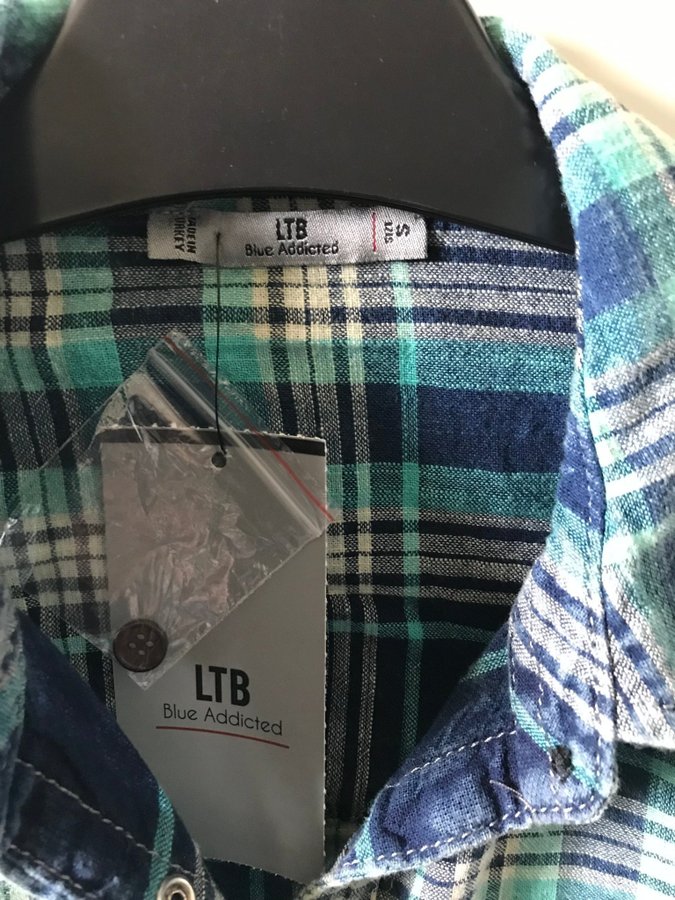 MADE IN
TURKEY
LTB
Blue Addicted
S
LTB
Blue Addicted